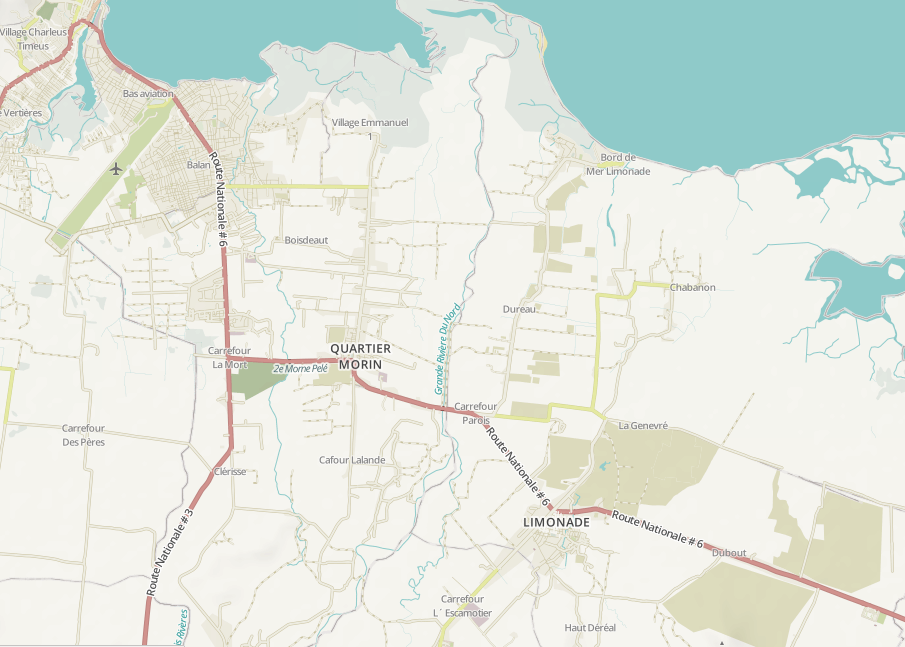 Village Charleus
Timeus
Bas aviation
Vertières
Village Emmanuel
1
Balan
Bord de
Mer Limonade
Route Nationale # 6
Boisdeaut
Chabanon
Dureau
Grande Rivière Du Nord
QUARTIER
MORIN
Carrefour
La Mort
2e Morne Pelé
Carrefour
Parois
La Genevré
Carrefour
Des Pères
Cafour Lalande
Clérisse
Route Nationale # 6
LIMONADE
Route Nationale # 6
Route Nationale # 3
Dubout
Carrefour
L´ Escamotier
Haut Déréal
is Rivières